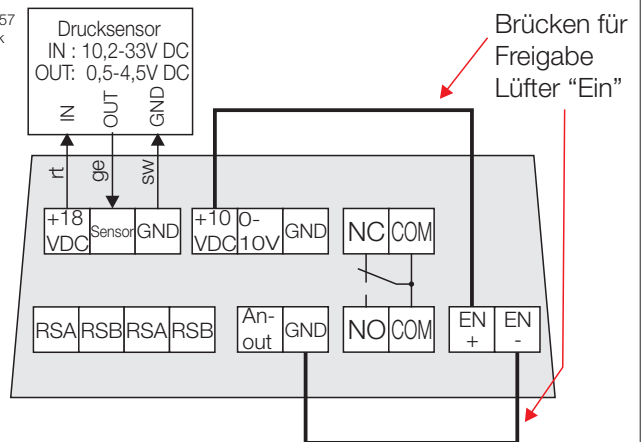 57
k
Drucksensor
IN : 10,2-33V DC
OUT: 0,5-4,5V DC
IN
OUT
GND
Brücken für
Freigabe
Lüfter “Ein”
rt
ge
sw
+18
VDC
Sensor
GND
+10
VDC
0-
10V
GND
NC
COM
RSA
RSB
RSA
RSB
An-
out
GND
NO
COM
EN
+
EN
-